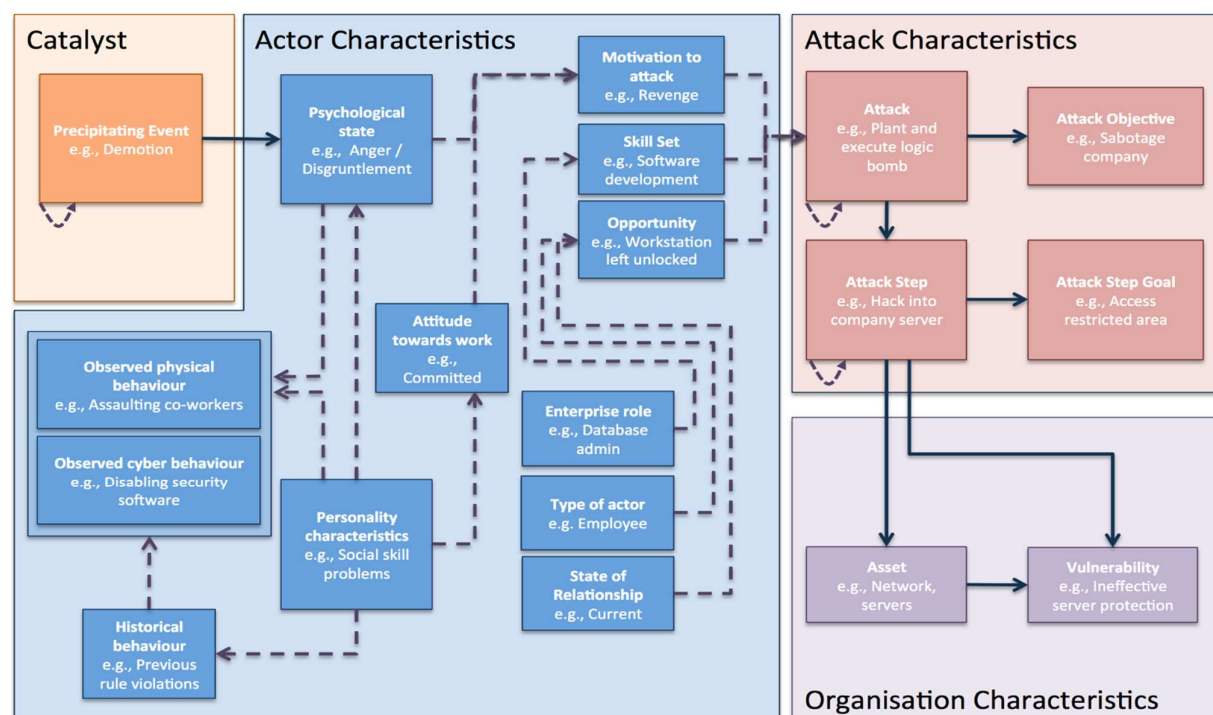 Catalyst
Precipitating Event
e.g., Demotion
Actor Characteristics
Psychological
state
e.g., Anger /
Disgruntlement
Motivation to
attack
e.g., Revenge
Skill Set
e.g., Software
development
Opportunity
e.g., Workstation
left unlocked
Attitude
towards work
e.g.,
Committed
Observed physical
behaviour
e.g., Assaulting co-workers
Observed cyber behaviour
e.g., Disabling security
software
Personality
characteristics
e.g., Social skill
problems
Historical
behaviour
e.g., Previous
rule violations
Enterprise role
e.g., Database
admin
Type of actor
e.g. Employee
State of
Relationship
e.g., Current
Attack Characteristics
Attack
e.g., Plant and
execute logic
bomb
Attack Objective
e.g., Sabotage
company
Attack Step
e.g., Hack into
company server
Attack Step Goal
e.g., Access
restricted area
Asset
e.g., Network,
servers
Vulnerability
e.g., Ineffective
server protection
Organisation Characteristics